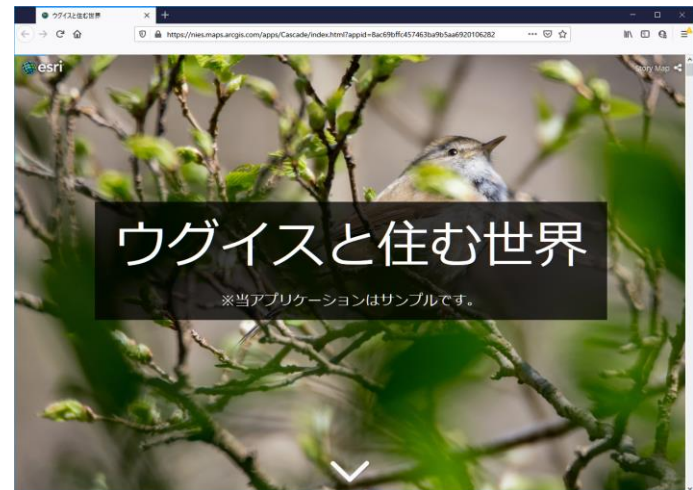 ウグイスと住む世界
https://nies.maps.arcgis.com/apps/Cascade/index.html?appid=8ac69bffc457463ba9b5aa6920106282
esri
Story Map
ウグイスと住む世界
※当アプリケーションはサンプルです。